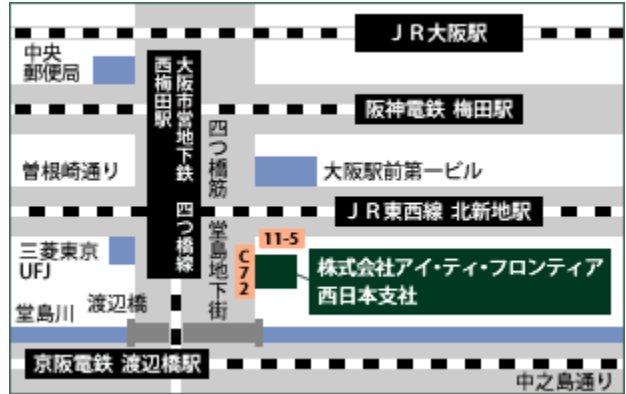 JR大阪駅
中央
郵便局
大阪市営地下鉄 四つ橋線
西梅田駅
阪神電鉄 梅田駅
四つ橋筋
曽根崎通り
大阪駅前第一ビル
JR東西線 北新地駅
堂島地下街
11-5
C72
三菱東京
UFJ
株式会社アイ・ティ・フロンティア
西日本支社
渡辺橋
堂島川
京阪電鉄 渡辺橋駅
中之島通り